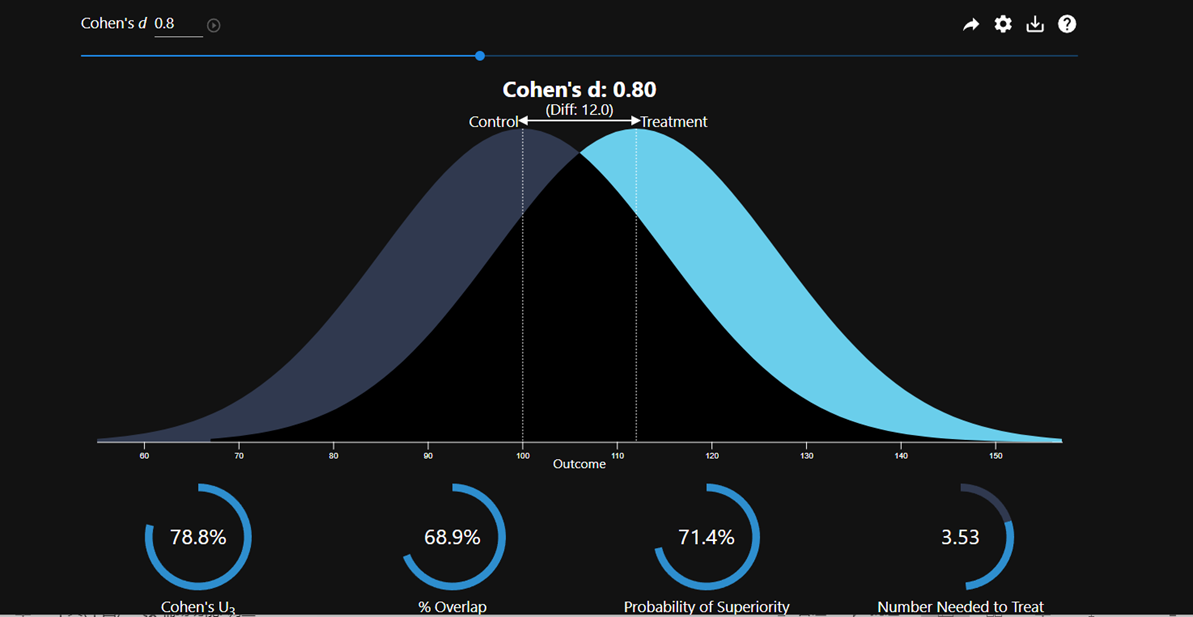 Cohen's d 0.8
Cohen's d: 0.80
(Diff: 12.0)
Control Treatment
60 70 80 90 100 110 120 130 140 150
Outcome
78.8% 68.9% 71.4% 3.53
Cohen's U₃ % Overlap Probability of Superiority Number Needed to Treat